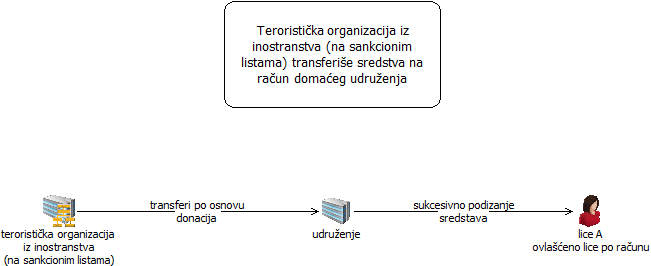 Teroristička organizacija iz
inostranstva (na sankcionim
listama) transferiše sredstva na
račun domaćeg udruženja
transferi po osnovu
donacija
sukcesivno podizanje
sredstava
teroristička organizacija
iz inostranstva
(na sankcionim listama)
udruženje
lice A
ovlašćeno lice po računu